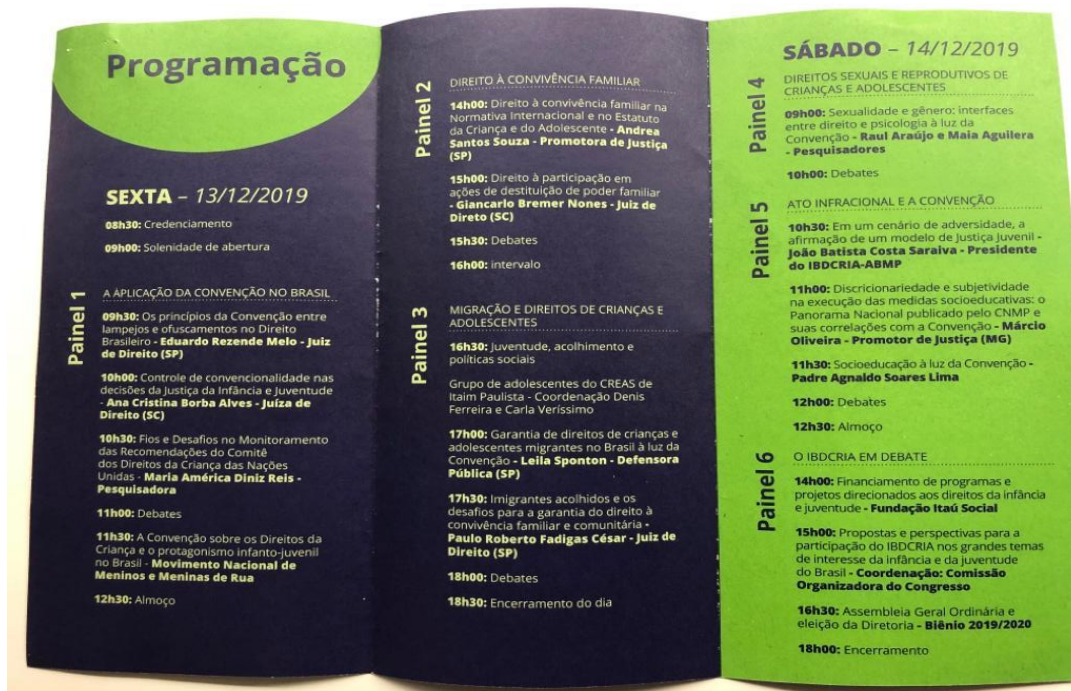 Programação
SEXTA – 13/12/2019
08h30: Credenciamento
09h00: Solenidade de abertura
Painel 1
A APLICAÇÃO DA CONVENÇÃO NO BRASIL
09h30: Os princípios da Convenção entre
lampejos e ofuscamentos no Direito
Brasileiro - Eduardo Rezende Melo - Juiz
de Direito (SP)
10h00: Controle de convencionalidade nas
decisões da Justiça da Infância e Juventude
- Ana Cristina Borba Alves - Juíza de
Direito (SC)
10h30: Fios e Desafios no Monitoramento
das Recomendações do Comitê
dos Direitos da Criança das Nações
Unidas - Maria América Diniz Reis -
Pesquisadora
11h00: Debates
11h30: A Convenção sobre os Direitos da
Criança e o protagonismo infanto-juvenil
no Brasil - Movimento Nacional de
Meninos e Meninas de Rua
12h30: Almoço
Painel 2
DIREITO À CONVIVÊNCIA FAMILIAR
14h00: Direito à convivência familiar na
Normativa Internacional e no Estatuto
da Criança e do Adolescente - Andrea
Santos Souza - Promotora de Justiça
(SP)
15h00: Direito à participação em
ações de destituição de poder familiar
- Giancarlo Bremer Nones - Juiz de
Direto (SC)
15h30: Debates
16h00: intervalo
Painel 3
MIGRAÇÃO E DIREITOS DE CRIANÇAS E
ADOLESCENTES
16h30: Juventude, acolhimento e
políticas sociais
Grupo de adolescentes do CREAS de
Itaim Paulista - Coordenação Denis
Ferreira e Carla Veríssimo
17h00: Garantia de direitos de crianças e
adolescentes migrantes no Brasil à luz da
Convenção - Leila Sponton - Defensora
Pública (SP)
17h30: Imigrantes acolhidos e os
desafios para a garantia do direito à
convivência familiar e comunitária -
Paulo Roberto Fadigas César - Juiz de
Direito (SP)
18h00: Debates
18h30: Encerramento do dia
SÁBADO – 14/12/2019
Painel 4
DIREITOS SEXUAIS E REPRODUTIVOS DE
CRIANÇAS E ADOLESCENTES
09h00: Sexualidade e gênero: interfaces
entre direito e psicologia à luz da
Convenção - Raul Araújo e Maia Aguilera
- Pesquisadores
10h00: Debates
Painel 5
ATO INFRACIONAL E A CONVENÇÃO
10h30: Em um cenário de adversidade, a
afirmação de um modelo de Justiça Juvenil -
João Batista Costa Saraiva - Presidente
do IBDCRIA-ABMP
11h00: Discricionariedade e subjetividade
na execução das medidas socioeducativas: o
Panorama Nacional publicado pelo CNMP e
suas correlações com a Convenção - Márcio
Oliveira - Promotor de Justiça (MG)
11h30: Socioeducação à luz da Convenção -
Padre Agnaldo Soares Lima
12h00: Debates
12h30: Almoço
Painel 6
O IBDCRIA EM DEBATE
14h00: Financiamento de programas e
projetos direcionados aos direitos da infância
e juventude - Fundação Itaú Social
15h00: Propostas e perspectivas para a
participação do IBDCRIA nos grandes temas
de interesse da infância e da juventude
do Brasil - Coordenação: Comissão
Organizadora do Congresso
16h30: Assembleia Geral Ordinária e
eleição da Diretoria - Biênio 2019/2020
18h00: Encerramento